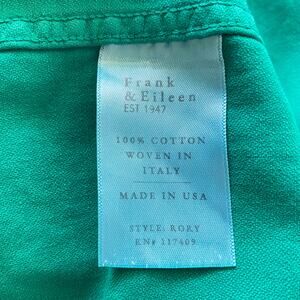 Frank
& Eileen
EST 1947
100% COTTON
WOVEN IN
ITALY
MADE IN USA
STYLE: RORY
RN# 117409